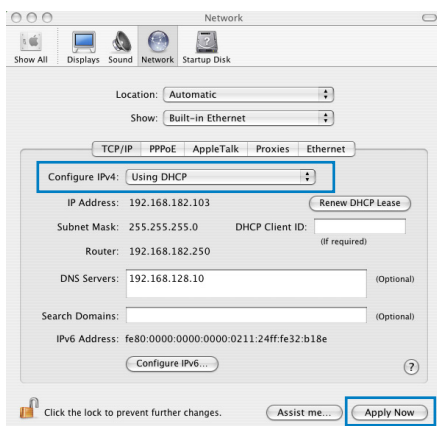 Network
Show All Displays Sound Network Startup Disk
Location: Automatic
Show: Built-in Ethernet
TCP/IP PPPoE AppleTalk Proxies Ethernet
Configure IPv4: Using DHCP
IP Address: 192.168.182.103 Renew DHCP Lease
Subnet Mask: 255.255.255.0 DHCP Client ID:
(If required)
Router: 192.168.182.250
DNS Servers: 192.168.128.10 (Optional)
Search Domains: (Optional)
IPv6 Address: fe80:0000:0000:0000:0211:24ff:fe32:b18e
Configure IPv6... ?
Click the lock to prevent further changes. Assist me... Apply Now